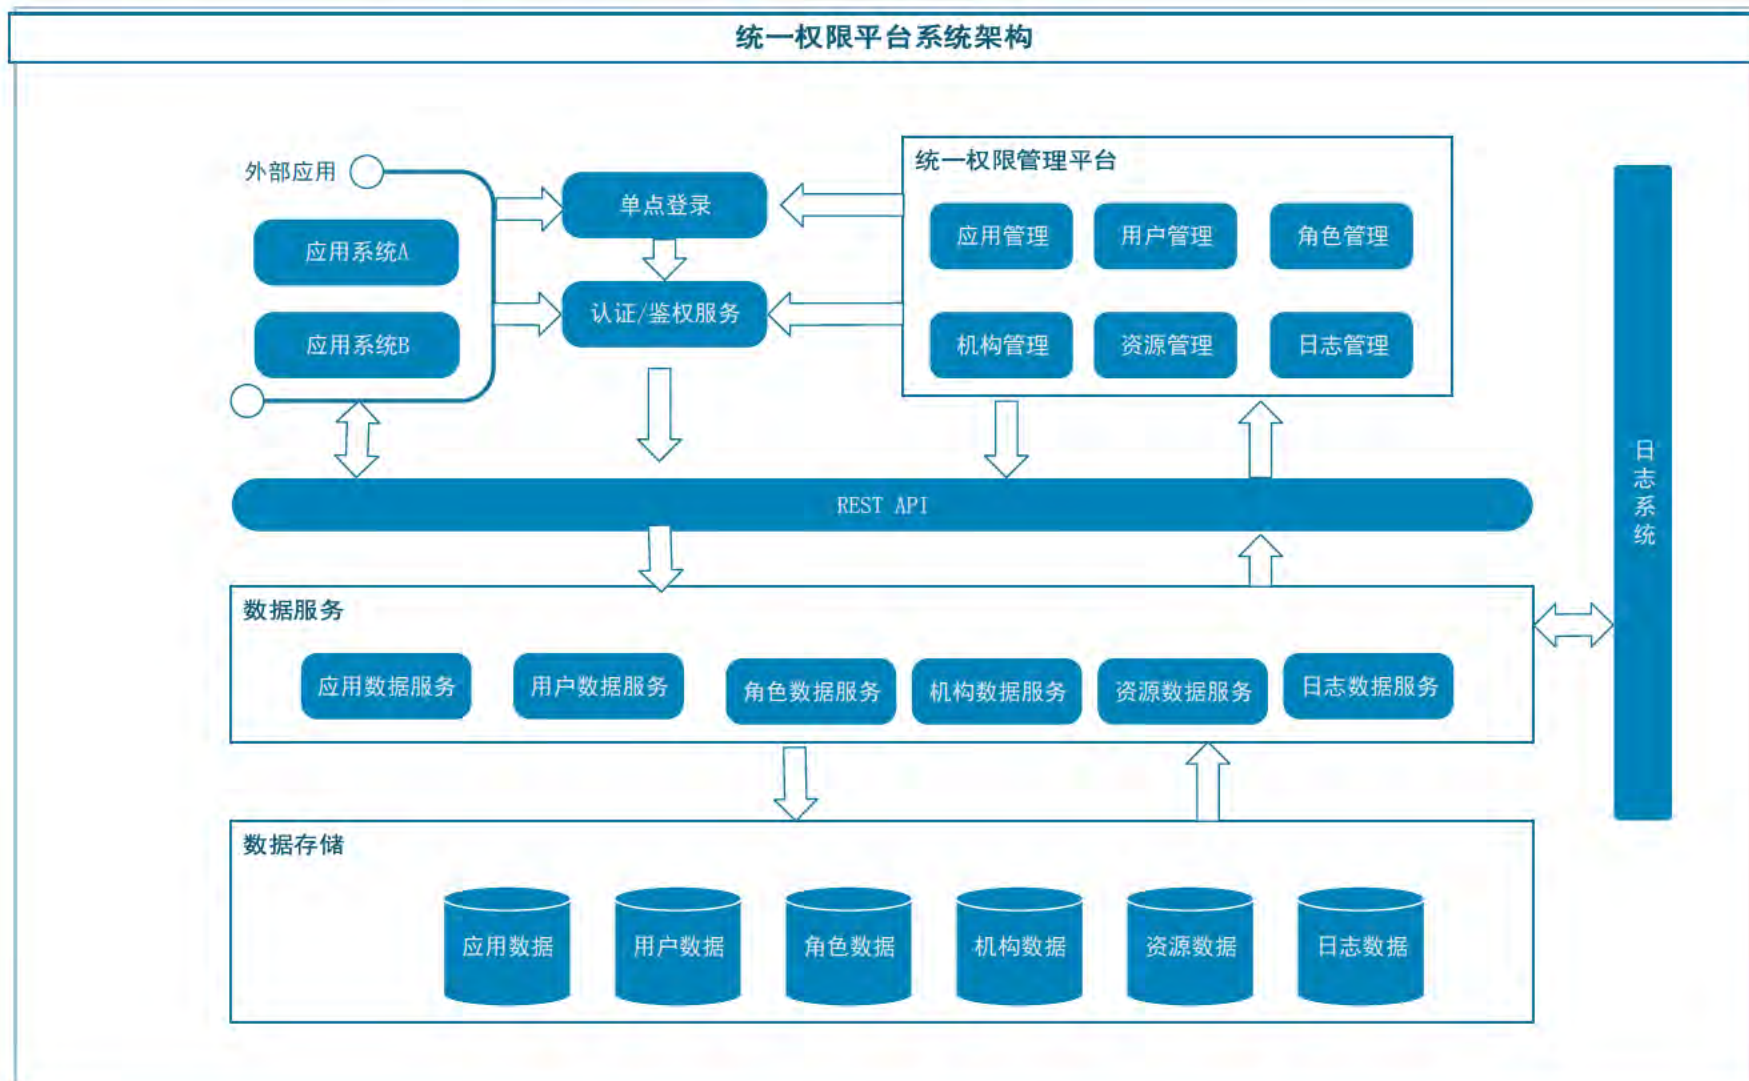 统一权限平台系统架构
外部应用
应用系统A
应用系统B
单点登录
认证/鉴权服务
统一权限管理平台
应用管理
用户管理
角色管理
机构管理
资源管理
日志管理
日志系统
REST API
数据服务
应用数据服务
用户数据服务
角色数据服务
机构数据服务
资源数据服务
日志数据服务
数据存储
应用数据
用户数据
角色数据
机构数据
资源数据
日志数据